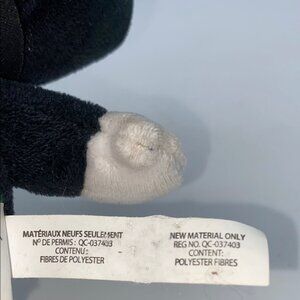 MATÉRIAUX NEUFS SEULEMENT
Nº DE PERMIS : QC-037403
CONTENU :
FIBRES DE POLYESTER
NEW MATERIAL ONLY
REG NO. QC-037403
CONTENT:
POLYESTER FIBRES